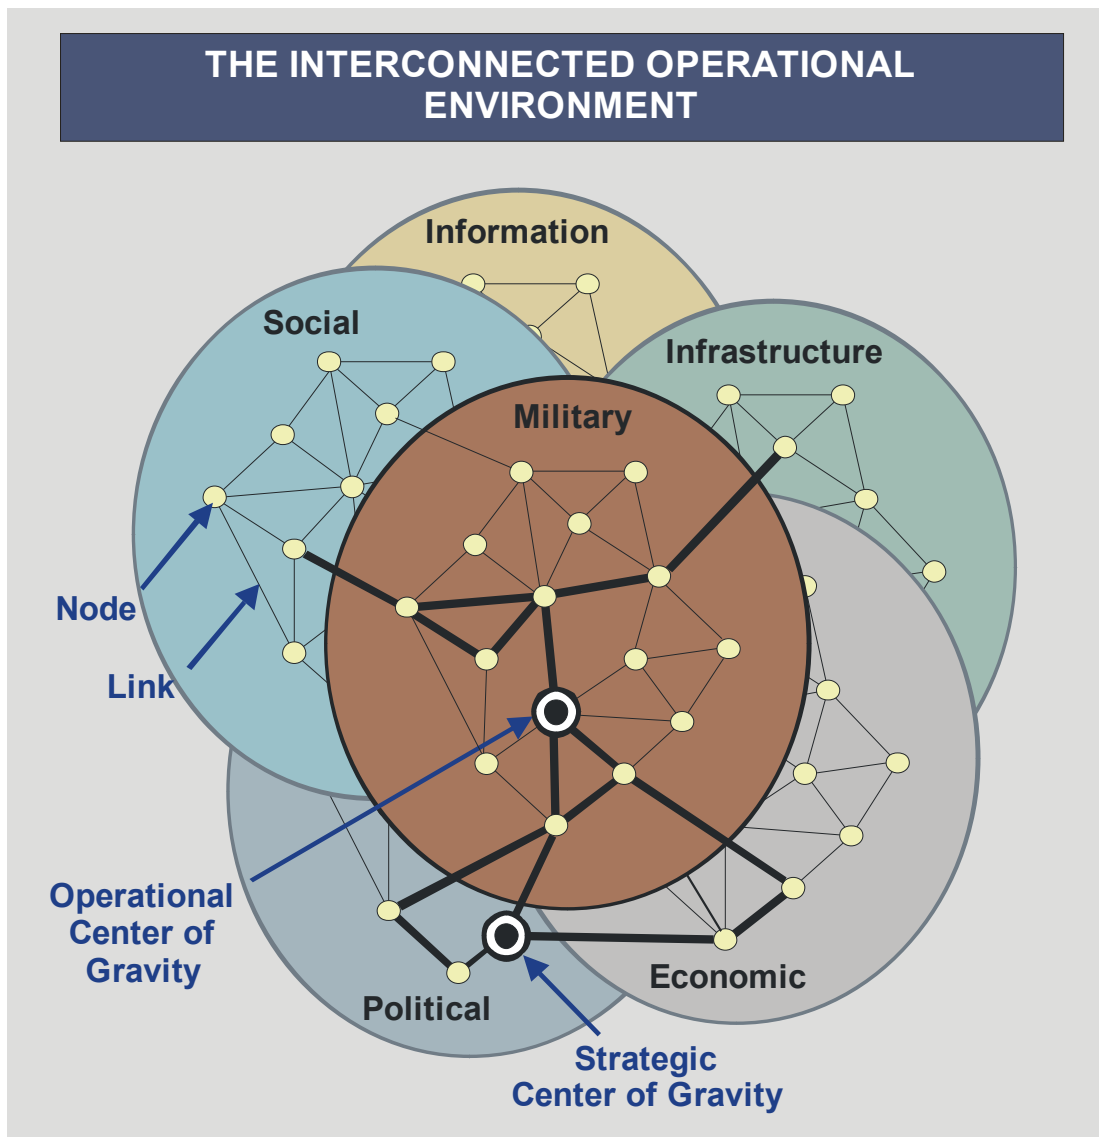 THE INTERCONNECTED OPERATIONAL
ENVIRONMENT
Information
Social
Infrastructure
Military
Node
Link
Operational
Center of
Gravity
Economic
Political
Strategic
Center of Gravity